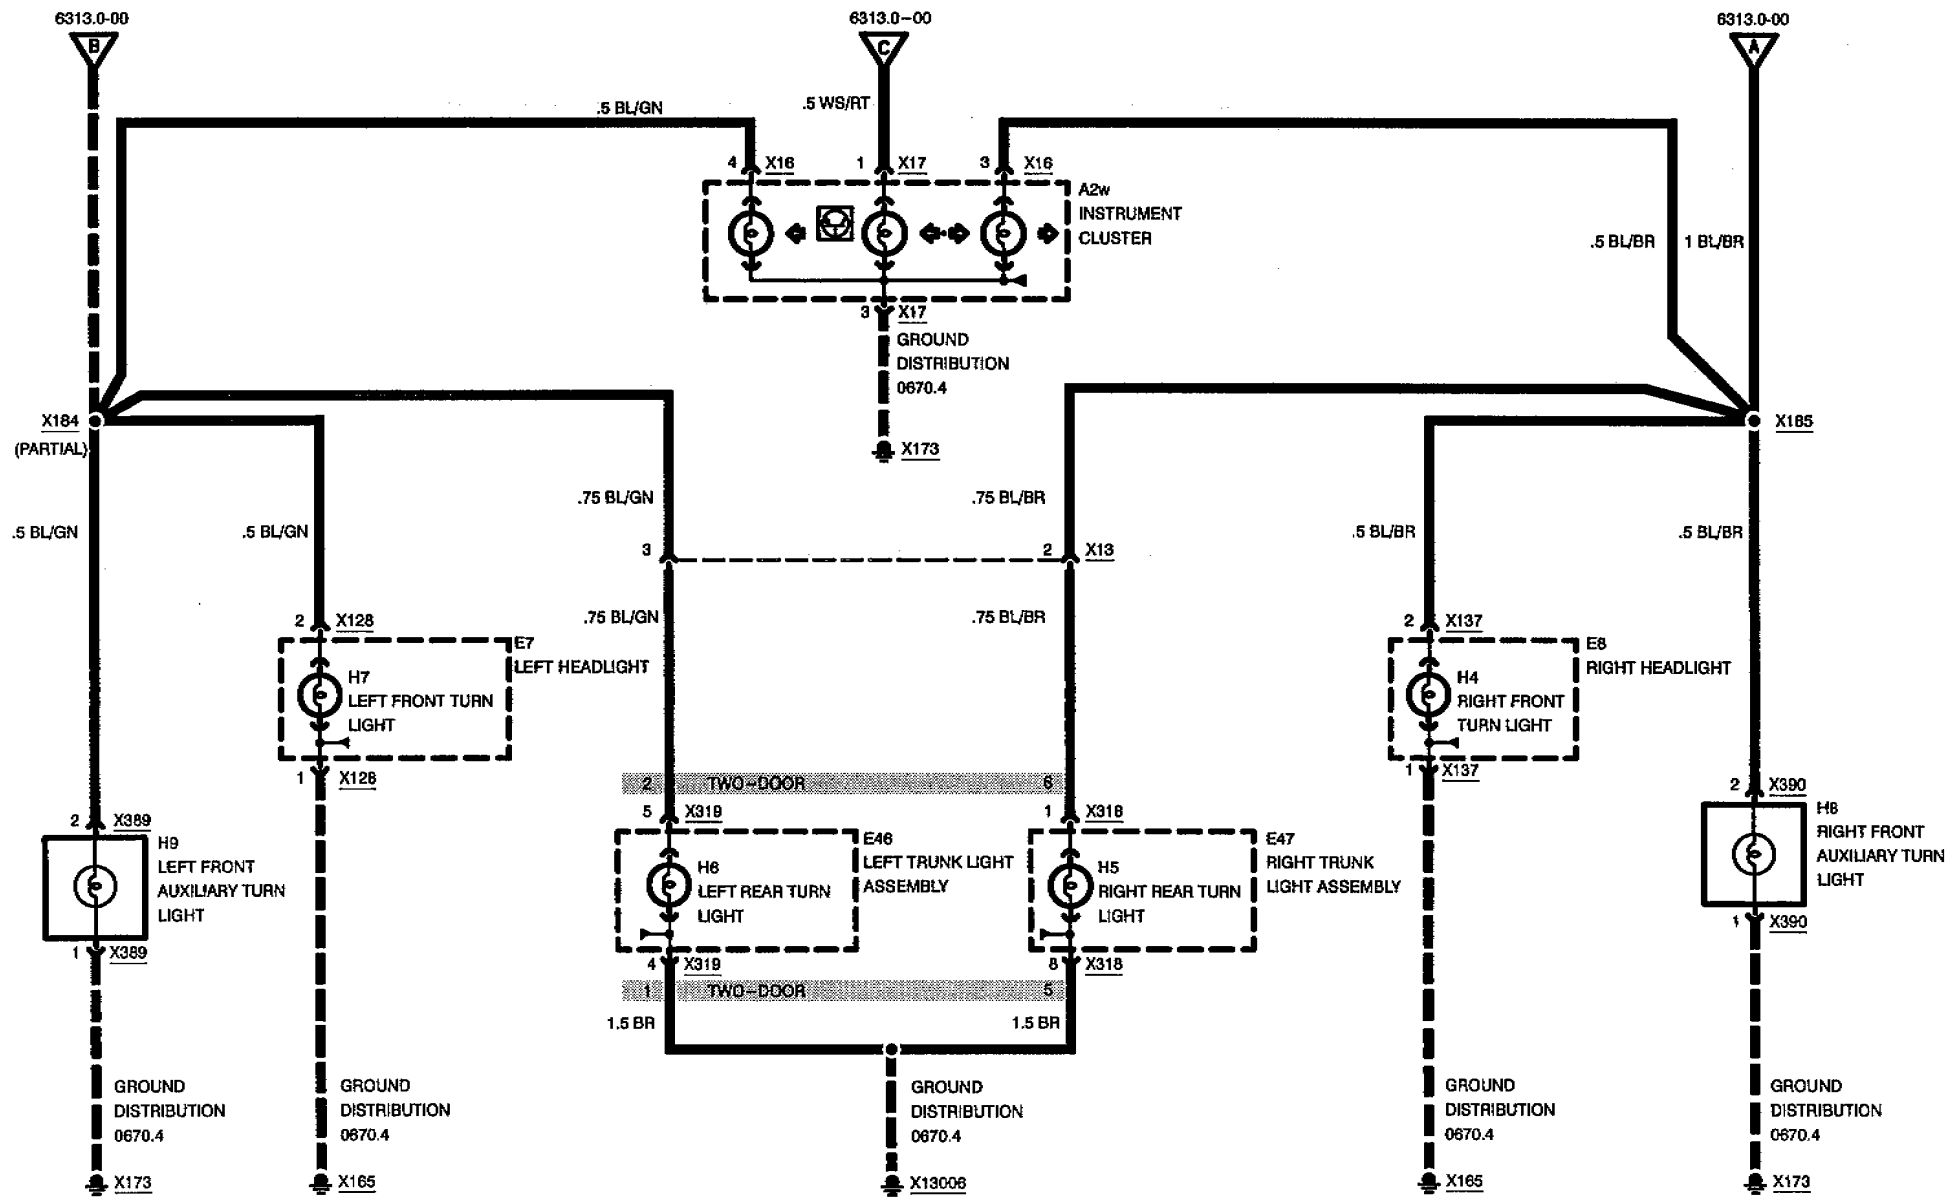 6313.0-00
6313.0-00
6313.0-00
B
C
A
.5 BL/GN
.5 WS/RT
4 X16
1 X17
3 X16
A2w
INSTRUMENT
CLUSTER
.5 BL/BR
1 BL/BR
3 X17
GROUND
DISTRIBUTION
0670.4
X173
X184
(PARTIAL)
X185
.75 BL/GN
.75 BL/BR
.5 BL/GN
.5 BL/GN
.5 BL/BR
.5 BL/BR
3
2 X13
.75 BL/GN
.75 BL/BR
2 X128
E7
LEFT HEADLIGHT
H7
LEFT FRONT TURN
LIGHT
1 X128
2 X137
E8
RIGHT HEADLIGHT
H4
RIGHT FRONT
TURN LIGHT
1 X137
2 TWO-DOOR 6
5 X319
1 X318
2 X389
H9
LEFT FRONT
AUXILIARY TURN
LIGHT
1 X389
E46
LEFT TRUNK LIGHT
ASSEMBLY
H6
LEFT REAR TURN
LIGHT
E47
RIGHT TRUNK
LIGHT ASSEMBLY
H5
RIGHT REAR TURN
LIGHT
2 X390
H8
RIGHT FRONT
AUXILIARY TURN
LIGHT
1 X390
4 X319
8 X318
1 TWO-DOOR 5
1.5 BR
1.5 BR
GROUND
DISTRIBUTION
0670.4
X173
GROUND
DISTRIBUTION
0670.4
X165
GROUND
DISTRIBUTION
0670.4
X13006
GROUND
DISTRIBUTION
0670.4
X165
GROUND
DISTRIBUTION
0670.4
X173